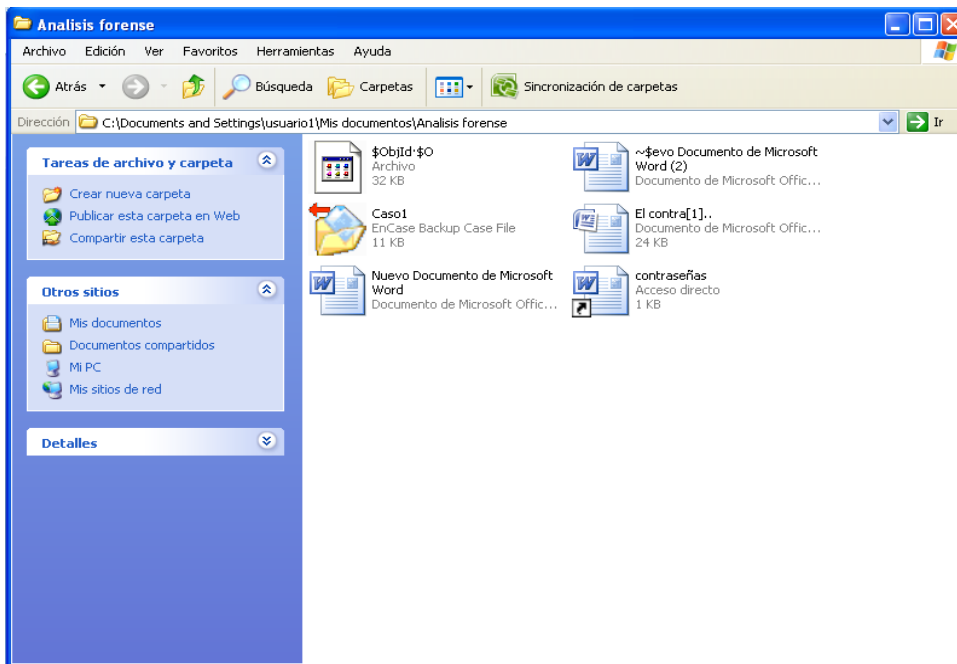 Analisis forense
Archivo Edición Ver Favoritos Herramientas Ayuda
Atrás Búsqueda Carpetas Sincronización de carpetas
Dirección C:\Documents and Settings\usuario1\Mis documentos\Analisis forense Ir
Tareas de archivo y carpeta
Crear nueva carpeta
Publicar esta carpeta en Web
Compartir esta carpeta
Otros sitios
Mis documentos
Documentos compartidos
Mi PC
Mis sitios de red
Detalles
$ObjId·$O
Archivo
32 KB
~$evo Documento de Microsoft
Word (2)
Documento de Microsoft Offic...
Caso1
EnCase Backup Case File
11 KB
El contra[1]..
Documento de Microsoft Offic...
24 KB
Nuevo Documento de Microsoft
Word
Documento de Microsoft Offic...
contraseñas
Acceso directo
1 KB